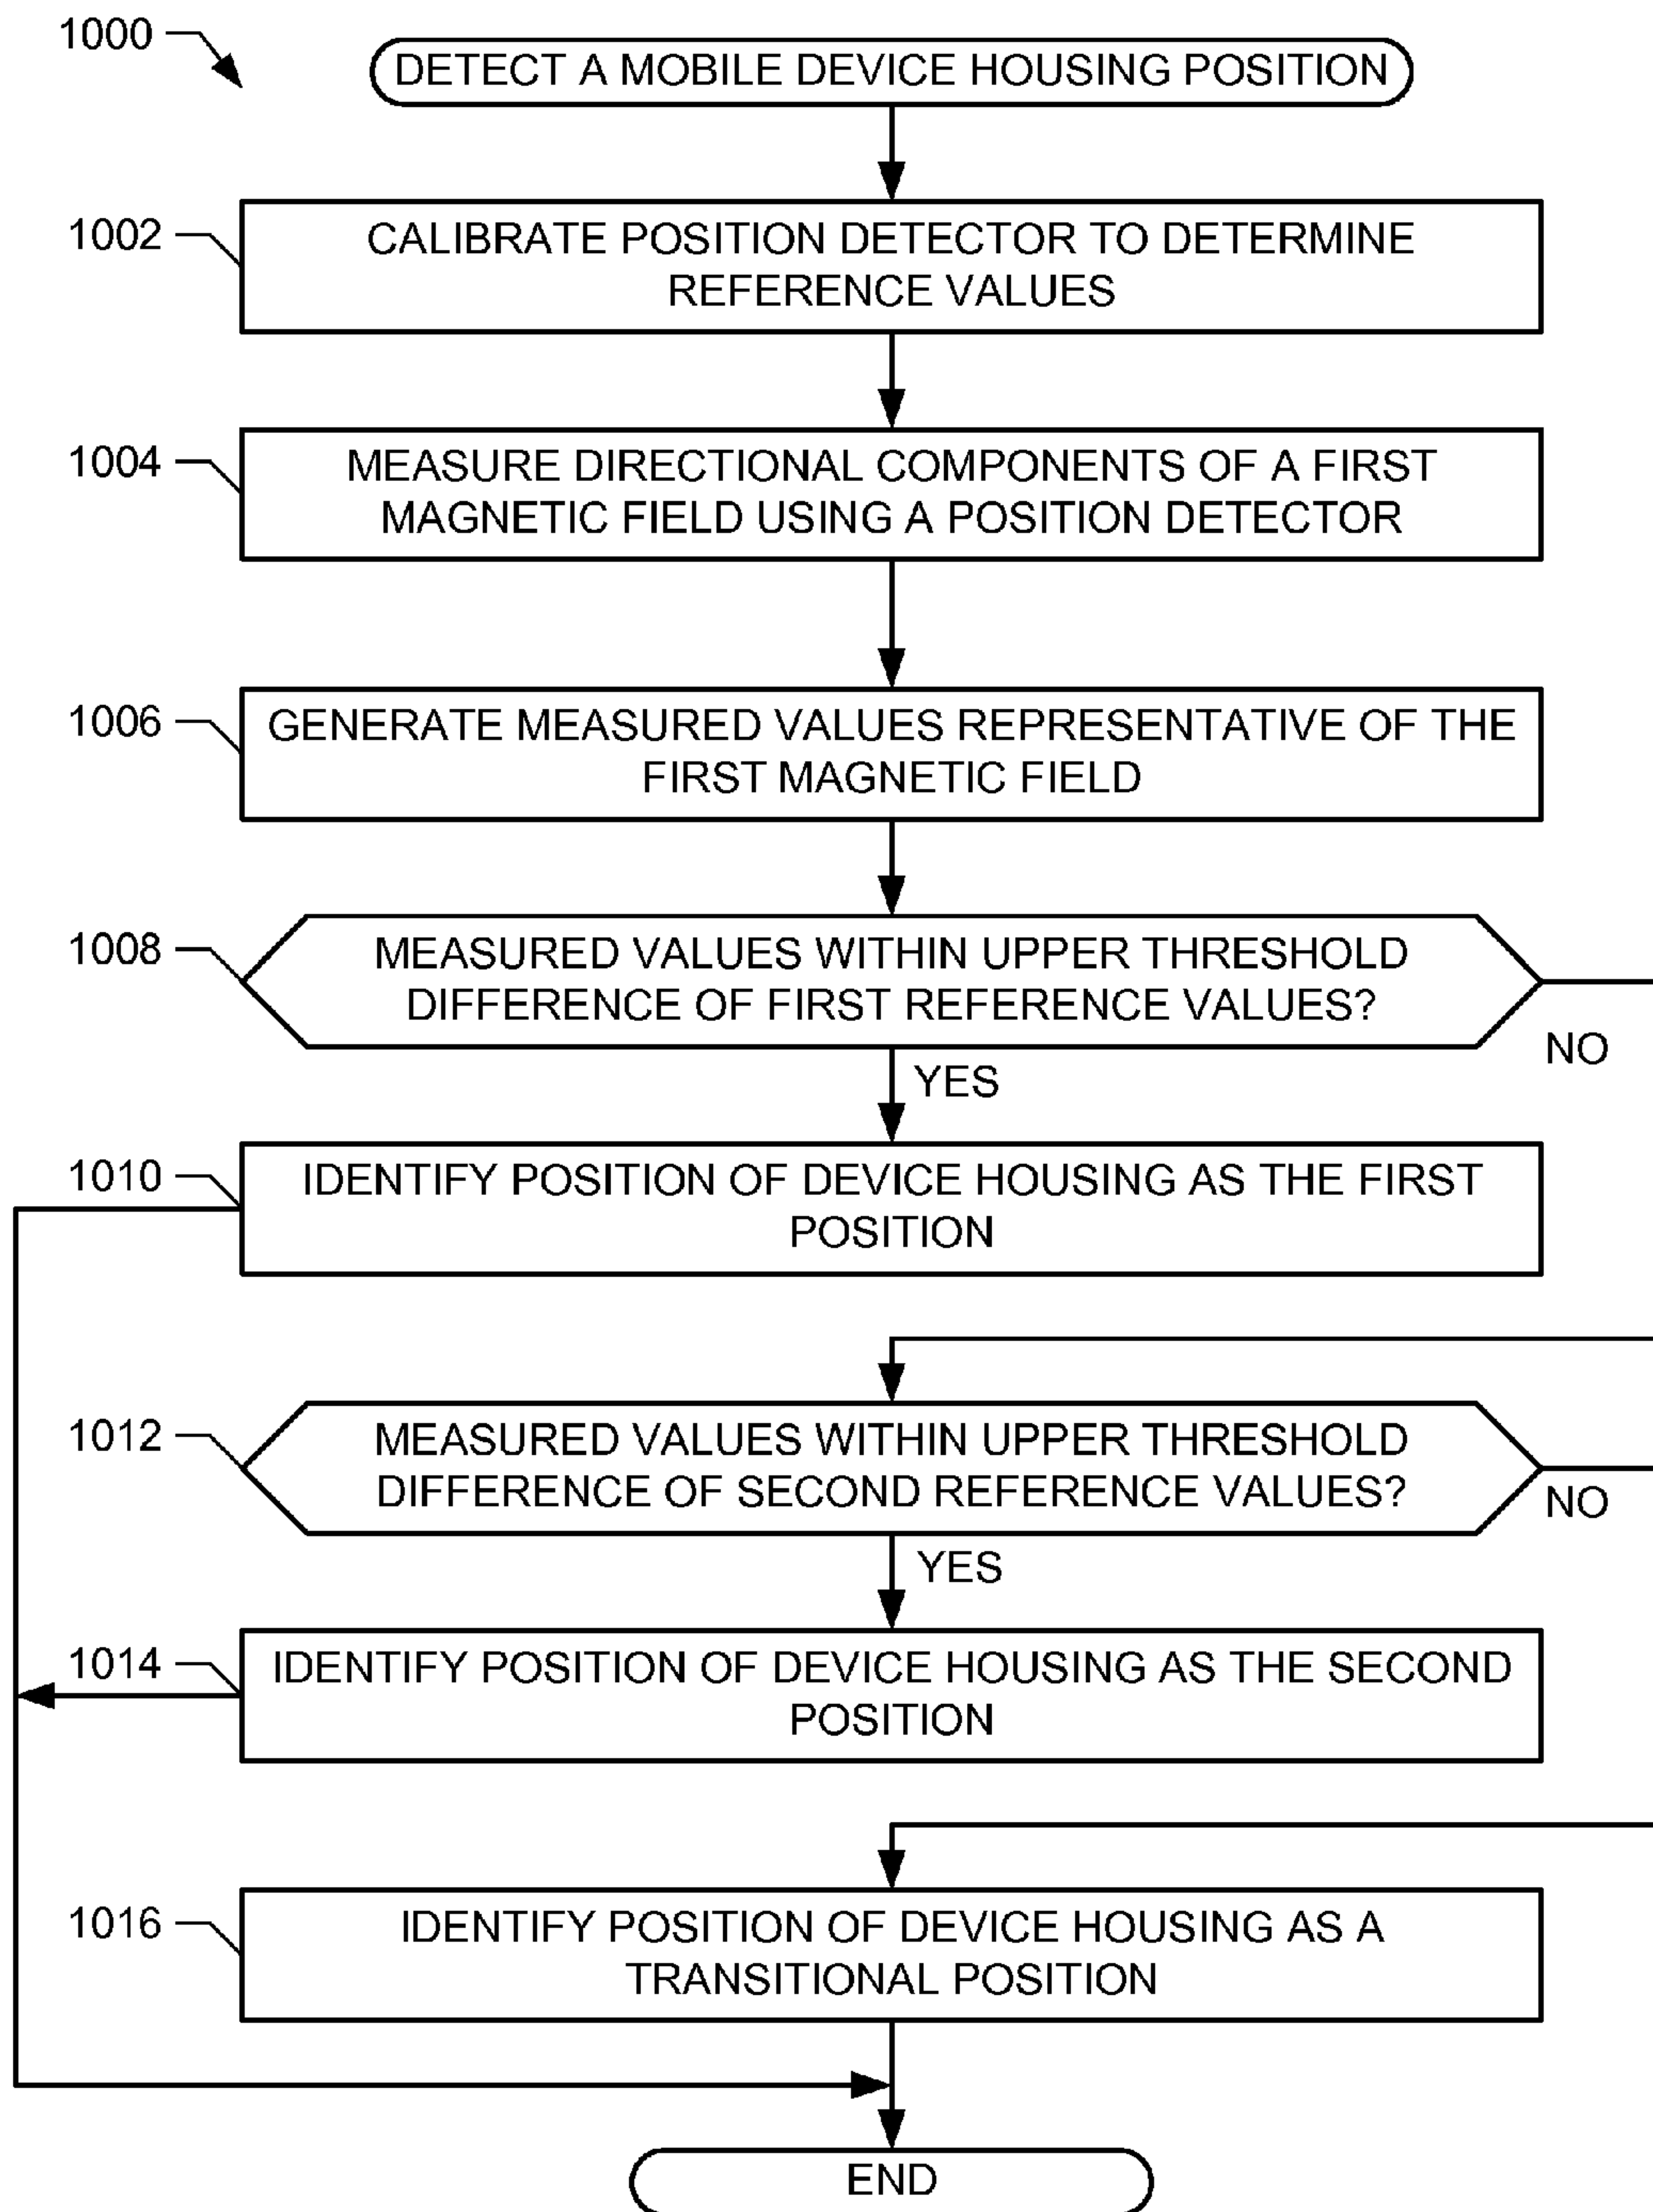 1000
DETECT A MOBILE DEVICE HOUSING POSITION
1002
CALIBRATE POSITION DETECTOR TO DETERMINE
REFERENCE VALUES
1004
MEASURE DIRECTIONAL COMPONENTS OF A FIRST
MAGNETIC FIELD USING A POSITION DETECTOR
1006
GENERATE MEASURED VALUES REPRESENTATIVE OF THE
FIRST MAGNETIC FIELD
1008
MEASURED VALUES WITHIN UPPER THRESHOLD
DIFFERENCE OF FIRST REFERENCE VALUES?
NO
YES
1010
IDENTIFY POSITION OF DEVICE HOUSING AS THE FIRST
POSITION
1012
MEASURED VALUES WITHIN UPPER THRESHOLD
DIFFERENCE OF SECOND REFERENCE VALUES?
NO
YES
1014
IDENTIFY POSITION OF DEVICE HOUSING AS THE SECOND
POSITION
1016
IDENTIFY POSITION OF DEVICE HOUSING AS A
TRANSITIONAL POSITION
END